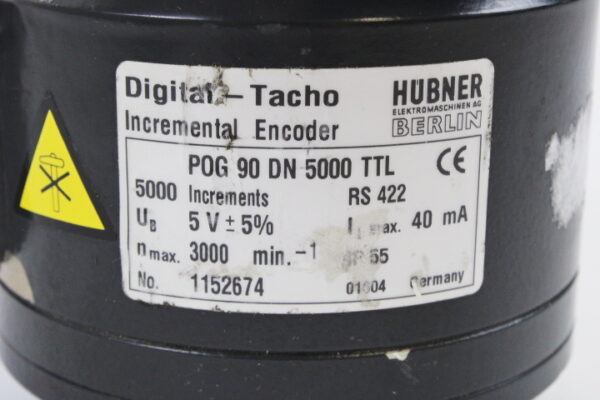 Digital - Tacho
Incremental Encoder
HÜBNER
ELEKTROMASCHINEN AG
BERLIN
POG 90 DN 5000 TTL CE
5000 Increments RS 422
UB 5 V ± 5% I max. 40 mA
nmax. 3000 min.-1 55
No. 1152674 Germany